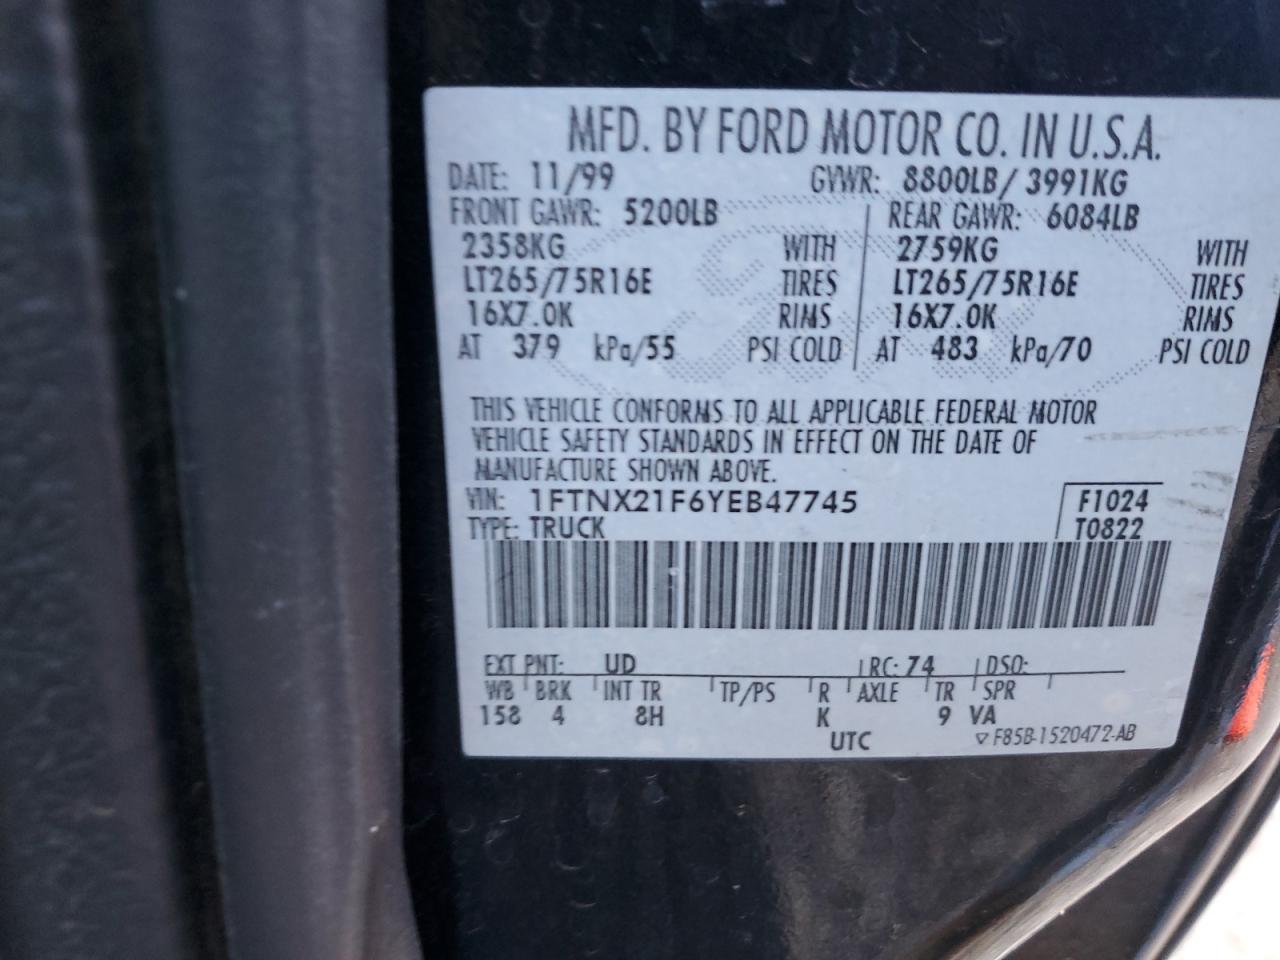 MFD. BY FORD MOTOR CO. IN U.S.A.
DATE: 11/99 GVWR: 8800LB/ 3991KG
FRONT GAWR: 5200LB REAR GAWR: 6084LB
2358KG WITH 2759KG WITH
LT265/75R16E TIRES LT265/75R16E TIRES
16X7.0K RIMS 16X7.0K RIMS
AT 379 kPa/55 PSI COLD AT 483 kPa/70 PSI COLD
THIS VEHICLE CONFORMS TO ALL APPLICABLE FEDERAL MOTOR
VEHICLE SAFETY STANDARDS IN EFFECT ON THE DATE OF
MANUFACTURE SHOWN ABOVE.
VIN: 1FTNX21F6YEB47745 F1024
TYPE: TRUCK T0822
EXT PNT: UD RC: 74 DSO:
WB BRK INT TR TP/PS R AXLE TR SPR
158 4 8H K 9 VA
UTC F85B-1520472-AB